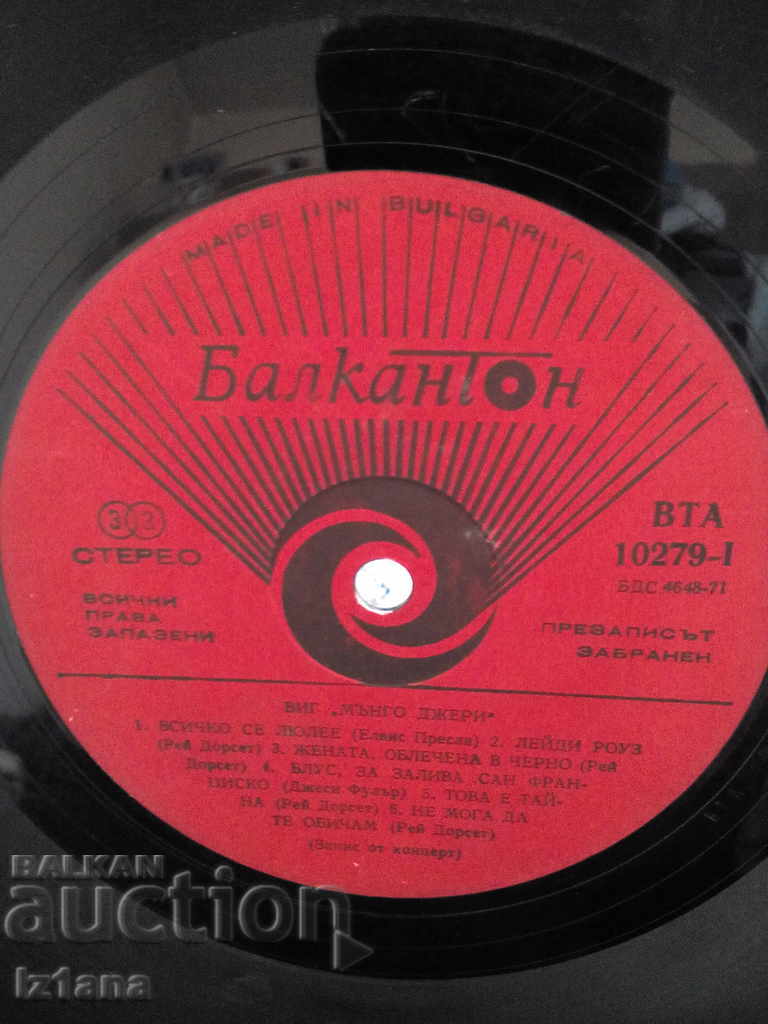 MADE IN BULGARIA
Балкантон
33
СТЕРЕО
ВСИЧКИ
ПРАВА
ЗАПАЗЕНИ
ВТА
10279-I
БДС 4648-71
ПРЕЗАПИСЪТ
ЗАБРАНЕН
ВИГ „МЪНГО ДЖЕРИ"
1. ВСИЧКО СЕ ЛЮЛЕЕ (Елвис Пресли) 2. ЛЕЙДИ РОУЗ
(Рей Дорсет) 3. ЖЕНАТА, ОБЛЕЧЕНА В ЧЕРНО (Рей
Дорсет) 4. БЛУС, ЗА ЗАЛИВА САН ФРАН-
ЦИСКО (Джеси Фулър) 5. ТОВА Е ТАЙ-
НА (Рей Дорсет) 6. НЕ МОГА ДА
ТЕ ОБИЧАМ (Рей Дорсет)
(Запис от концерт)
BALKAN
auction
Iz1ana